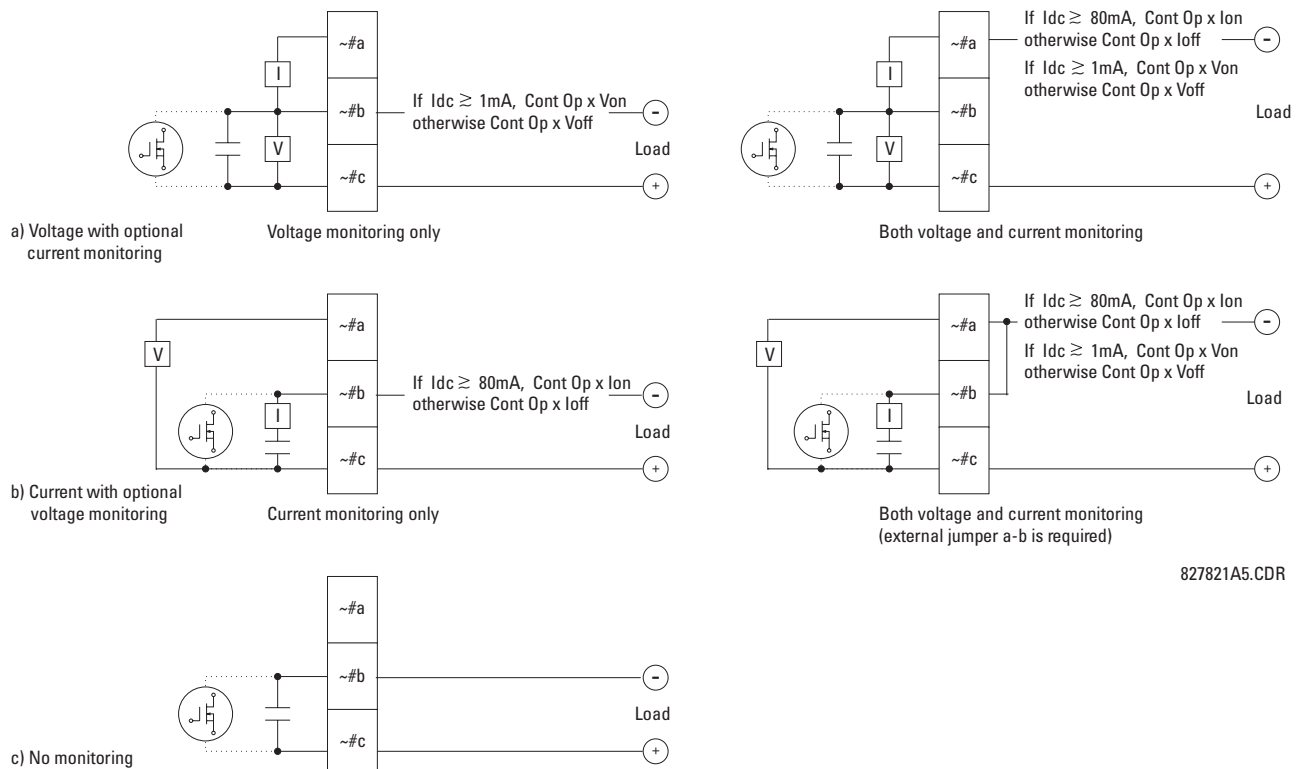 ~#a
I
~#b
If Idc ≳ 1mA, Cont Op x Von
otherwise Cont Op x Voff
-
V
Load
~#c
+
a) Voltage with optional
current monitoring
Voltage monitoring only
If Idc ≳ 80mA, Cont Op x Ion
otherwise Cont Op x Ioff
-
~#a
If Idc ≳ 1mA, Cont Op x Von
otherwise Cont Op x Voff
I
~#b
Load
V
~#c
+
Both voltage and current monitoring
~#a
V
~#b
If Idc ≳ 80mA, Cont Op x Ion
otherwise Cont Op x Ioff
-
I
Load
~#c
+
b) Current with optional
voltage monitoring
Current monitoring only
If Idc ≳ 80mA, Cont Op x Ion
otherwise Cont Op x Ioff
-
~#a
If Idc ≳ 1mA, Cont Op x Von
otherwise Cont Op x Voff
V
~#b
Load
I
~#c
+
Both voltage and current monitoring
(external jumper a-b is required)
827821A5.CDR
~#a
~#b
-
Load
~#c
+
c) No monitoring